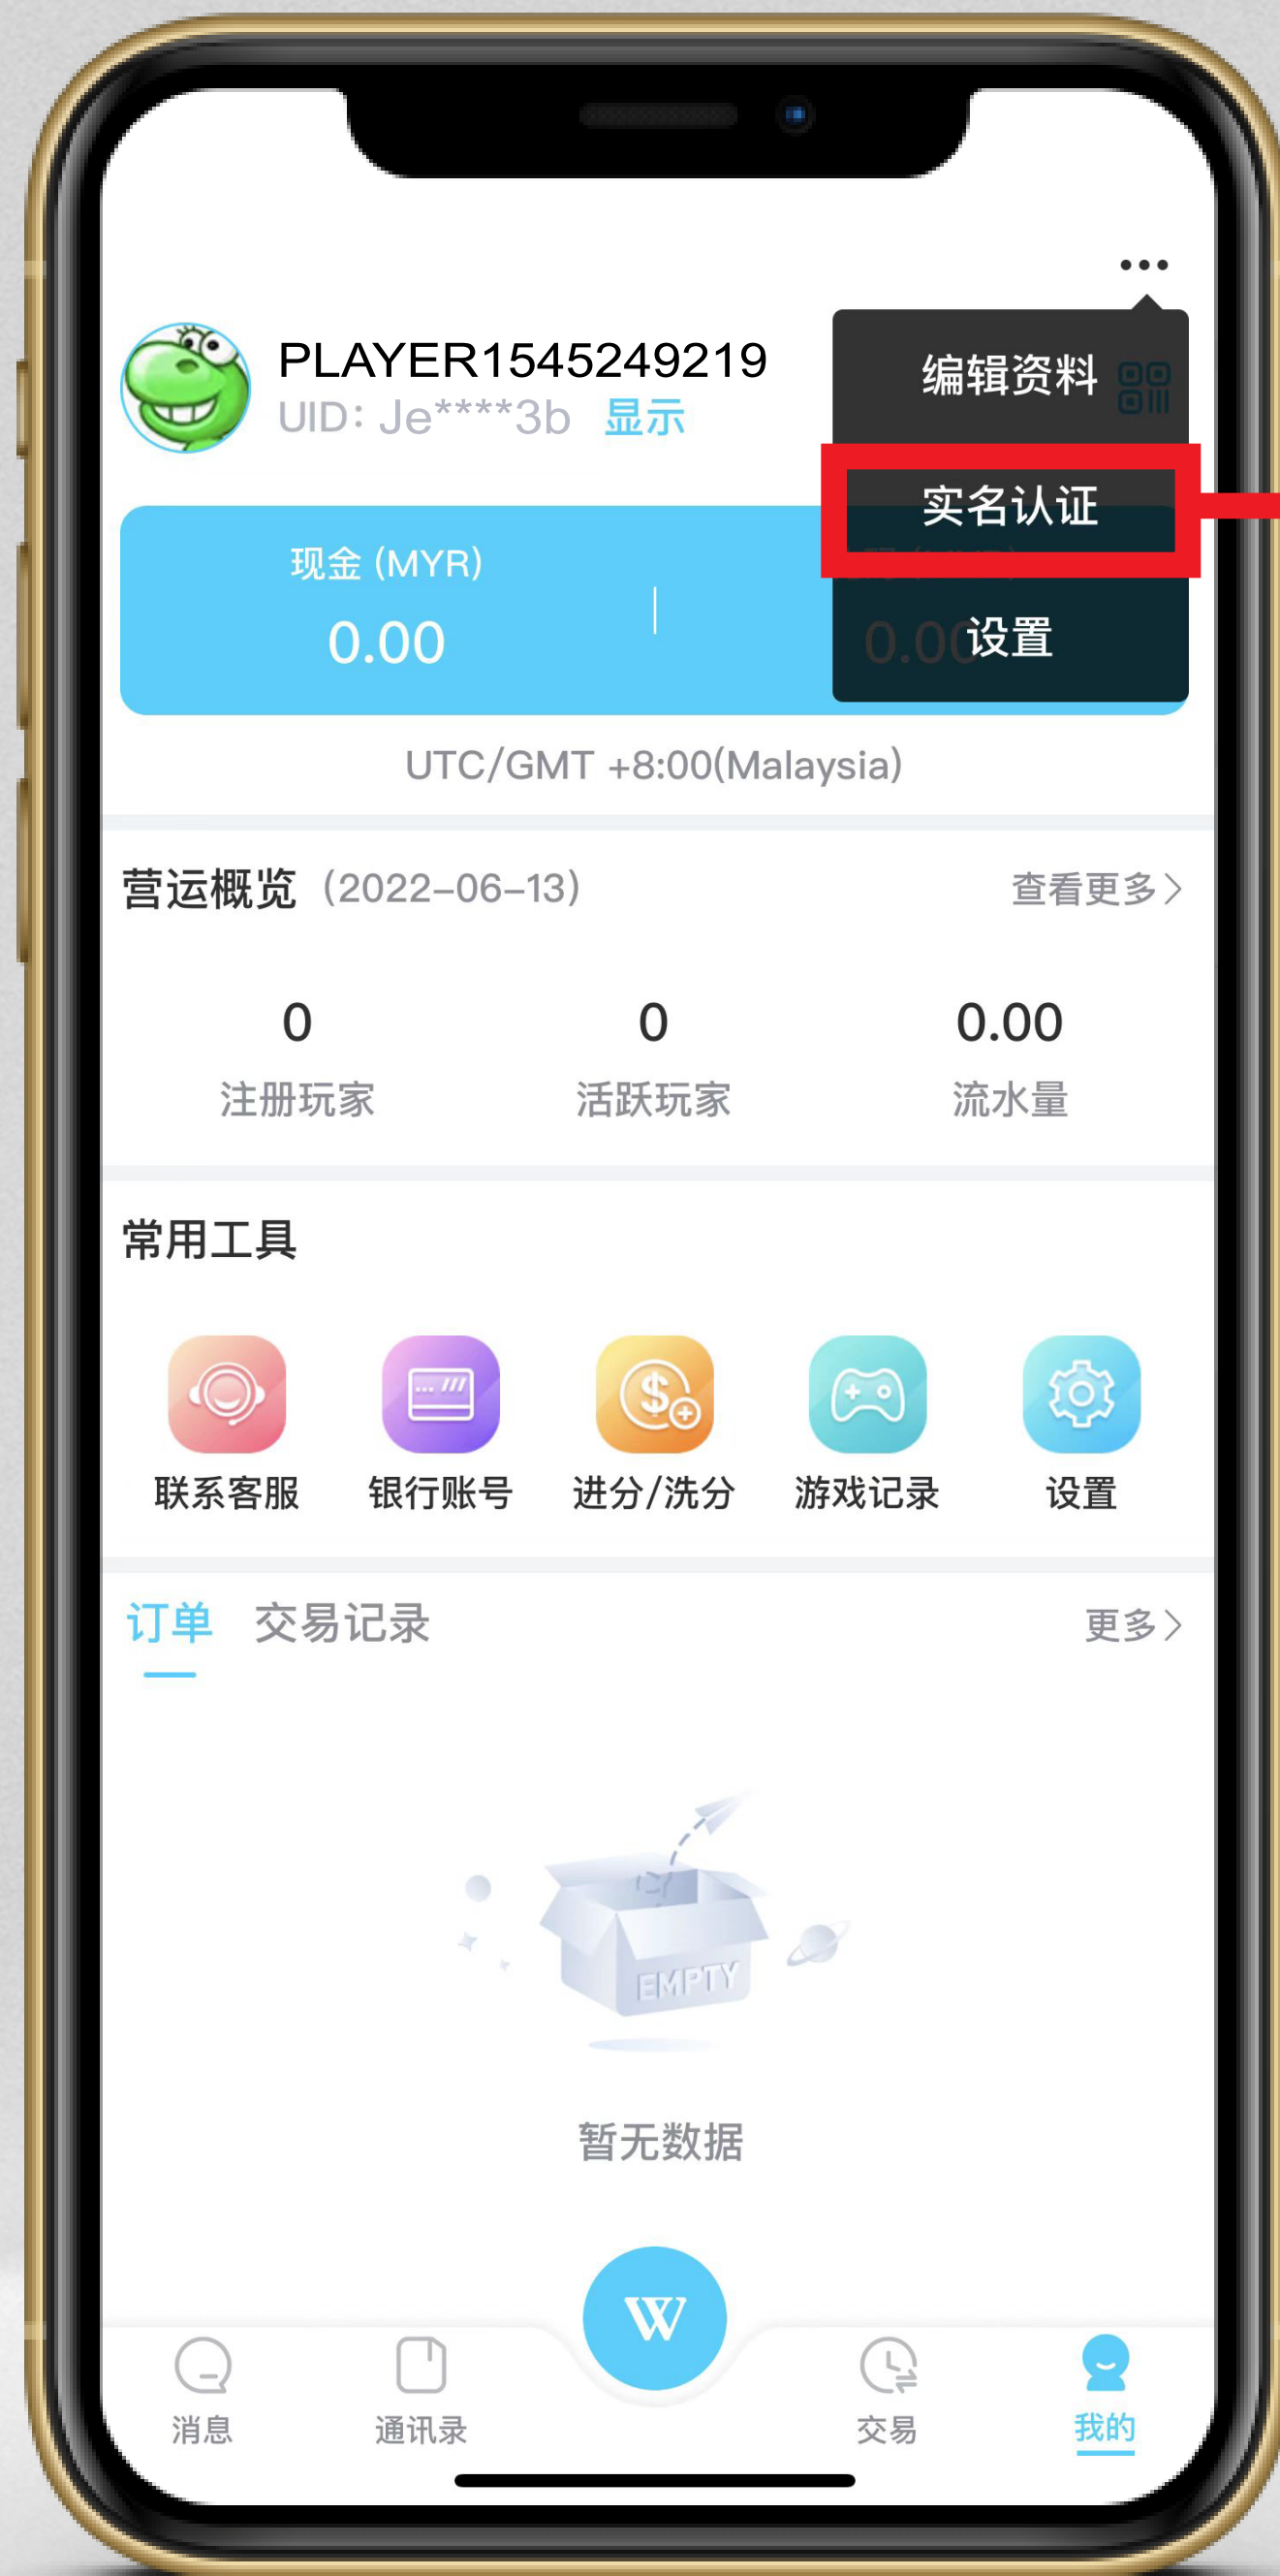 PLAYER1545249219
UID: Je****3b 显示
编辑资料
实名认证
设置
现金 (MYR)
0.00
0.00
UTC/GMT +8:00(Malaysia)
营运概览 (2022-06-13)
查看更多
0
0
0.00
注册玩家
活跃玩家
流水量
常用工具
联系客服
银行账号
进分/洗分
游戏记录
设置
订单 交易记录
更多
EMPTY
暂无数据
W
消息
通讯录
交易
我的